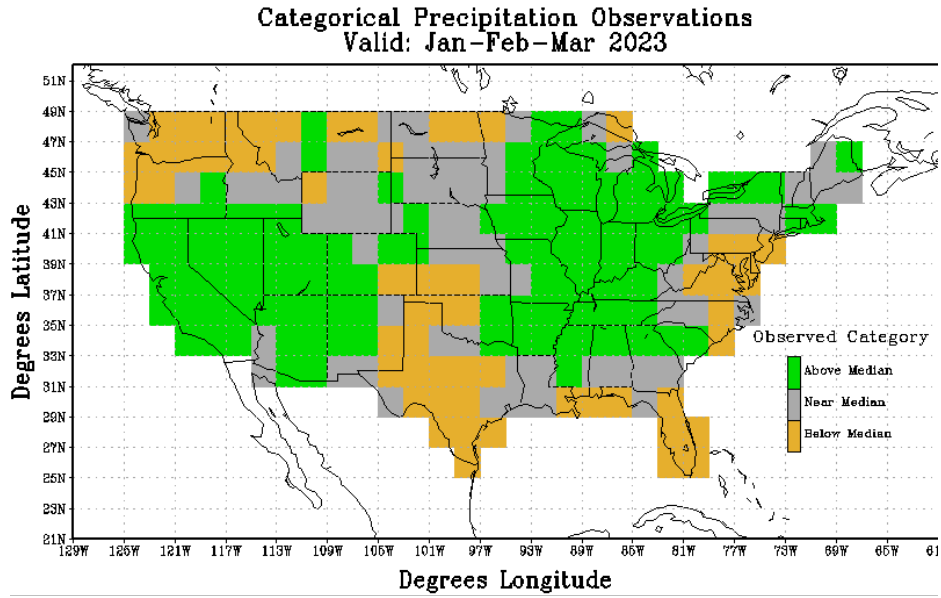 Categorical Precipitation Observations
Valid: Jan-Feb-Mar 2023
51N
49N
47N
45N
43N
41N
39N
37N
35N
33N
31N
29N
27N
25N
23N
21N
Degrees Latitude
Observed Category
Above Median
Near Median
Below Median
129W 125W 121W 117W 113W 109W 105W 101W 97W 93W 89W 85W 81W 77W 73W 69W 65W 61
Degrees Longitude